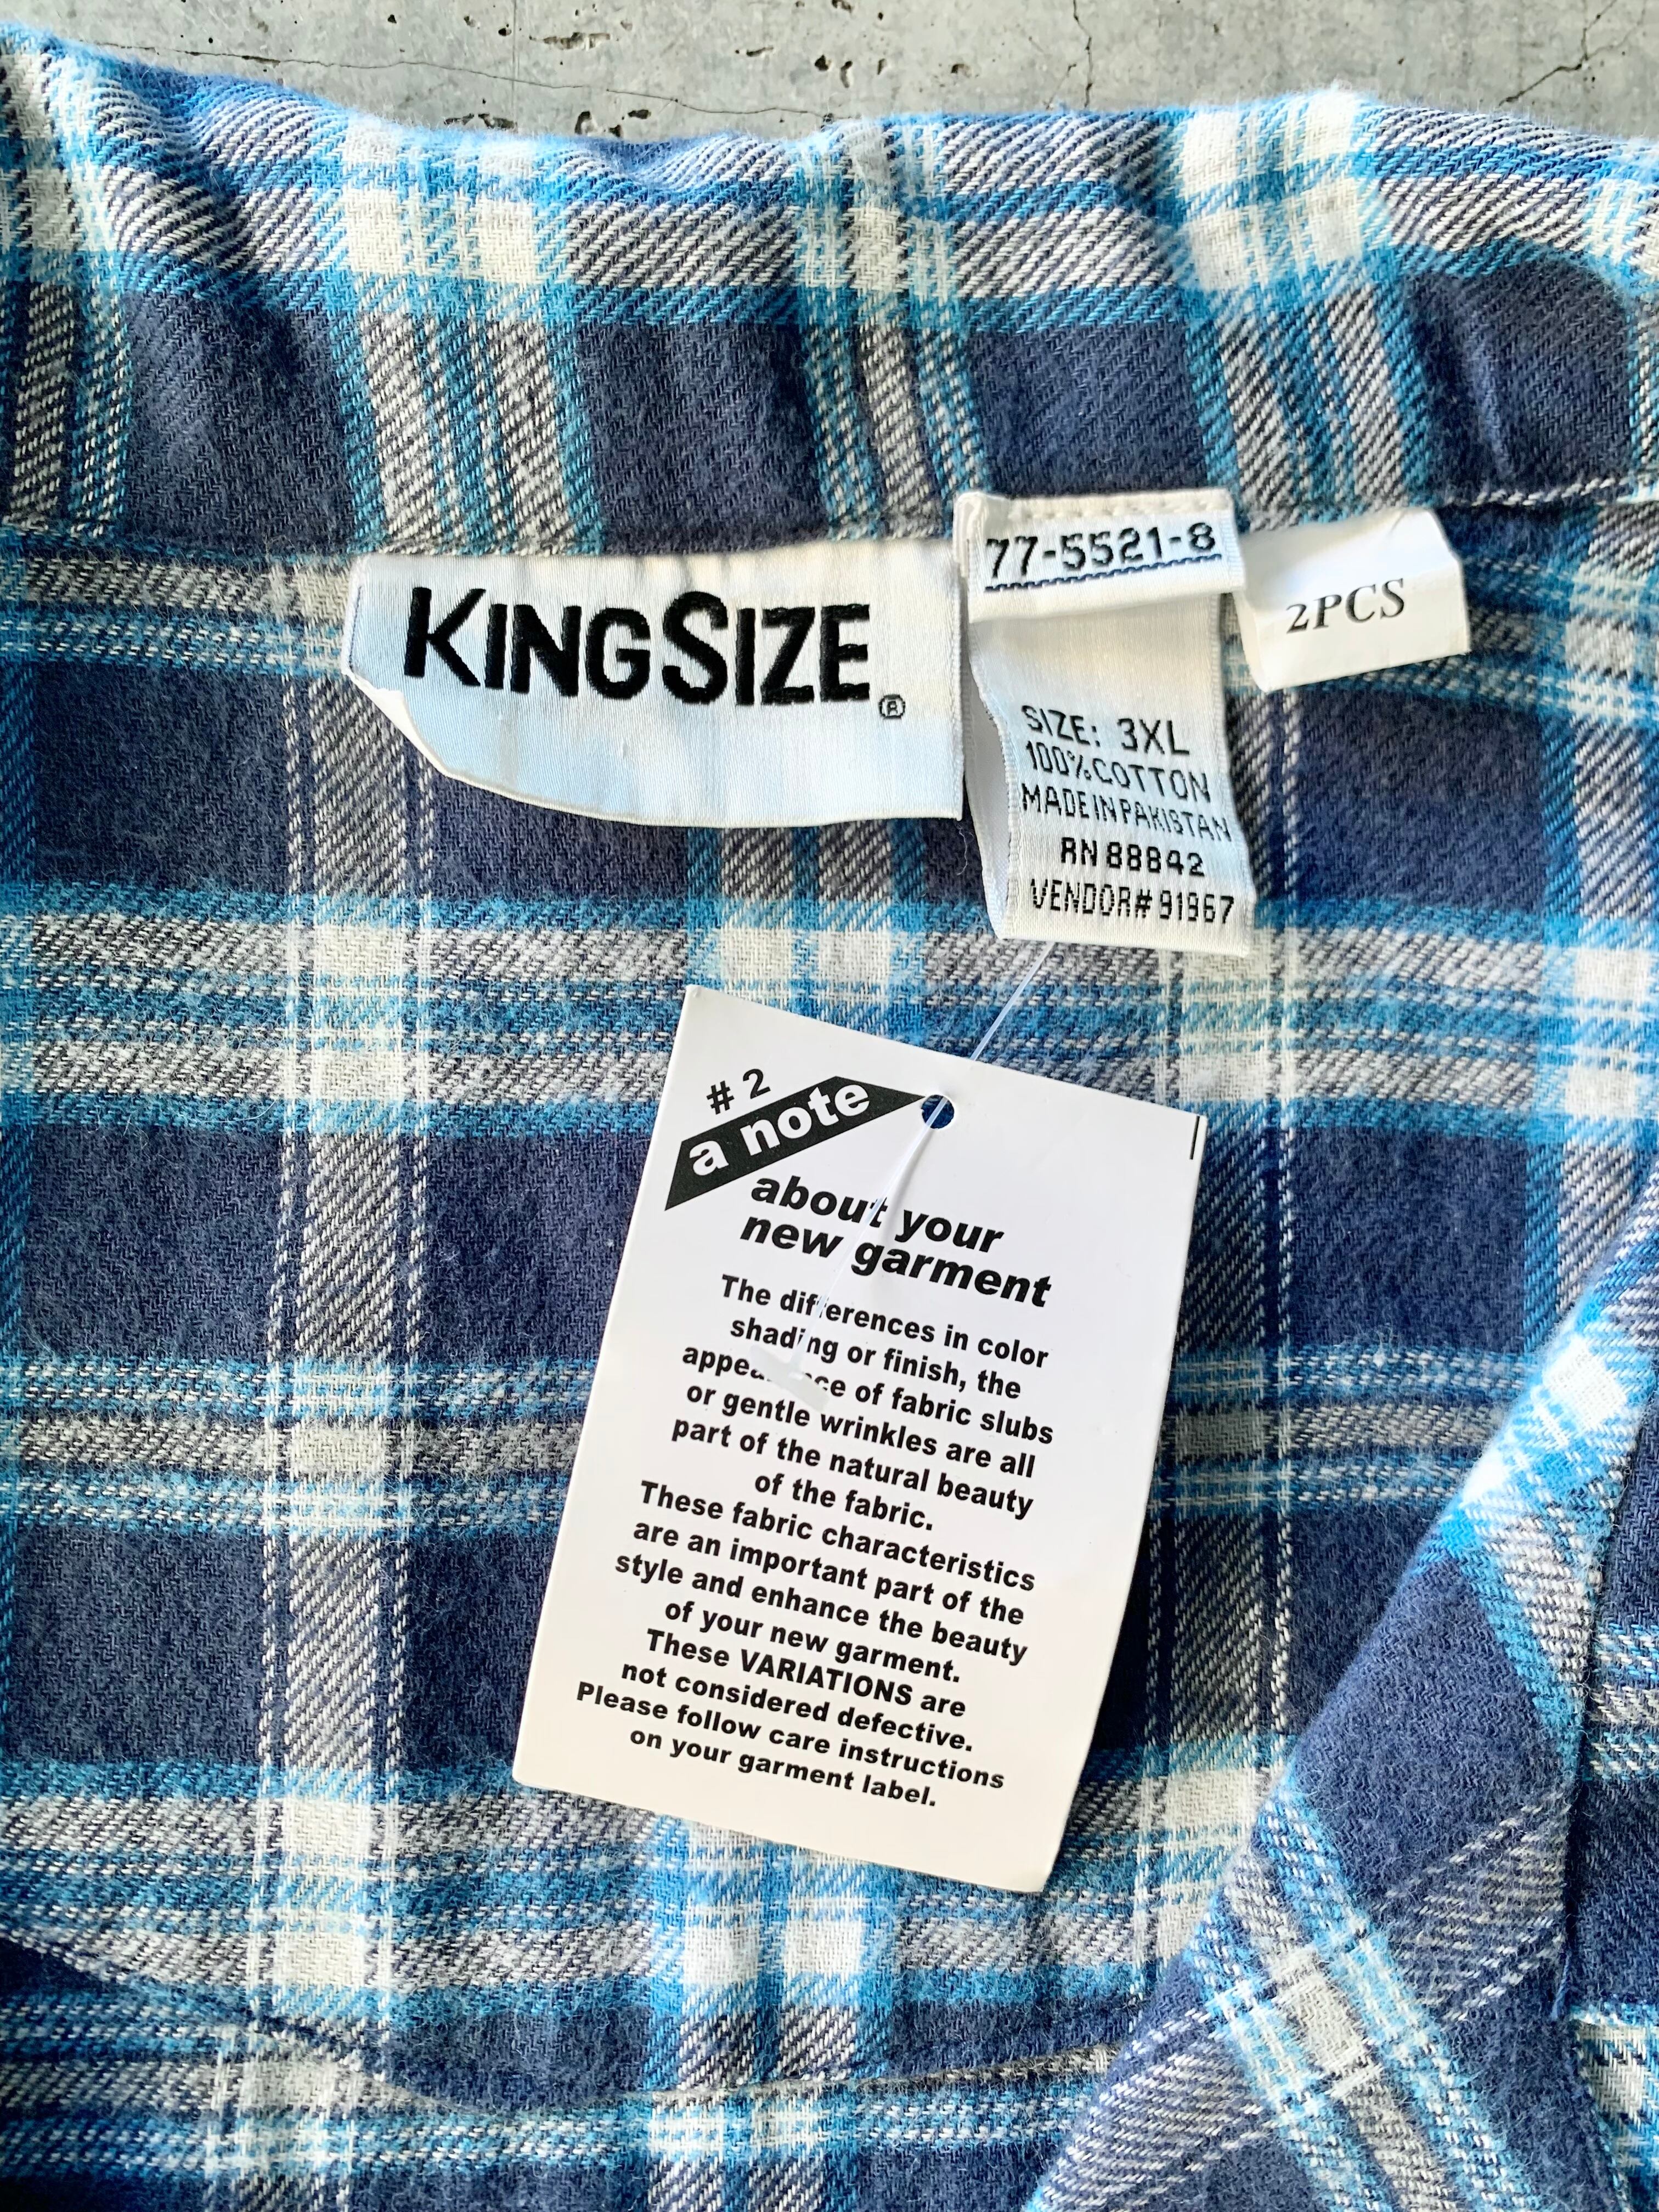 KINGSIZE®
77-5521-8
2PCS
SIZE: 3XL
100%COTTON
MADE IN PAKISTAN
RN 88842
VENDOR# 91967
# 2
a note
about your
new garment
The differences in color
shading or finish, the
appearance of fabric slubs
or gentle wrinkles are all
part of the natural beauty
of the fabric.
These fabric characteristics
are an important part of the
style and enhance the beauty
of your new garment.
These VARIATIONS are
not considered defective.
Please follow care instructions
on your garment label.